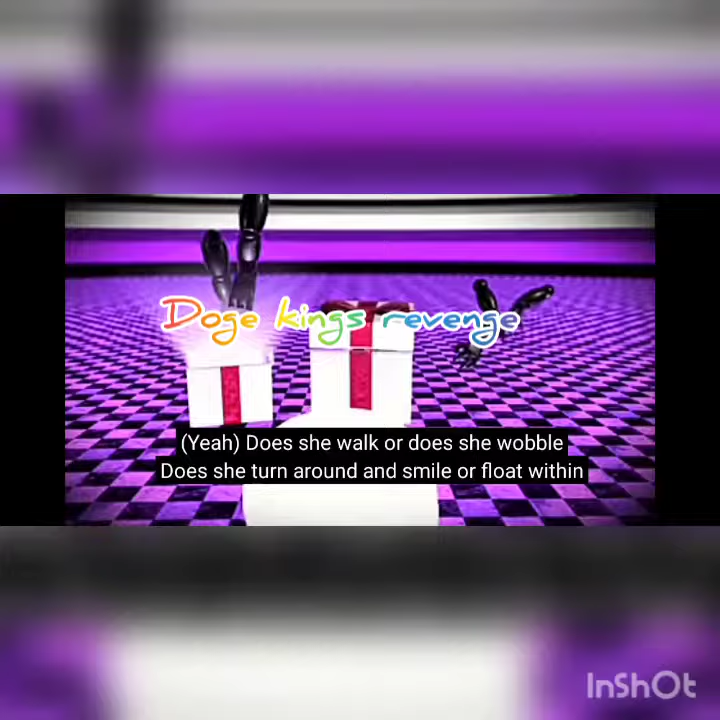 Doge kings revenge
(Yeah) Does she walk or does she wobble
Does she turn around and smile or float within
InShOt